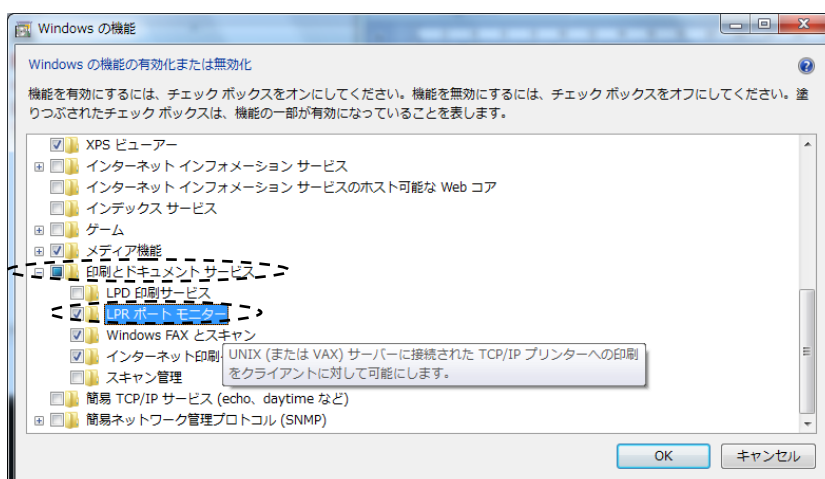 Windows の機能
Windows の機能の有効化または無効化
機能を有効にするには、チェック ボックスをオンにしてください。機能を無効にするには、チェック ボックスをオフにしてください。塗
りつぶされたチェック ボックスは、機能の一部が有効になっていることを表します。
XPS ビューアー
インターネット インフォメーション サービス
インターネット インフォメーション サービスのホスト可能な Web コア
インデックス サービス
ゲーム
メディア機能
印刷とドキュメント サービス
LPD 印刷サービス
LPR ポート モニター
Windows FAX とスキャン
インターネット印刷
UNIX (または VAX) サーバーに接続された TCP/IP プリンターへの印刷
をクライアントに対して可能にします。
スキャン管理
簡易 TCP/IP サービス (echo、daytime など)
簡易ネットワーク管理プロトコル (SNMP)
OK
キャンセル